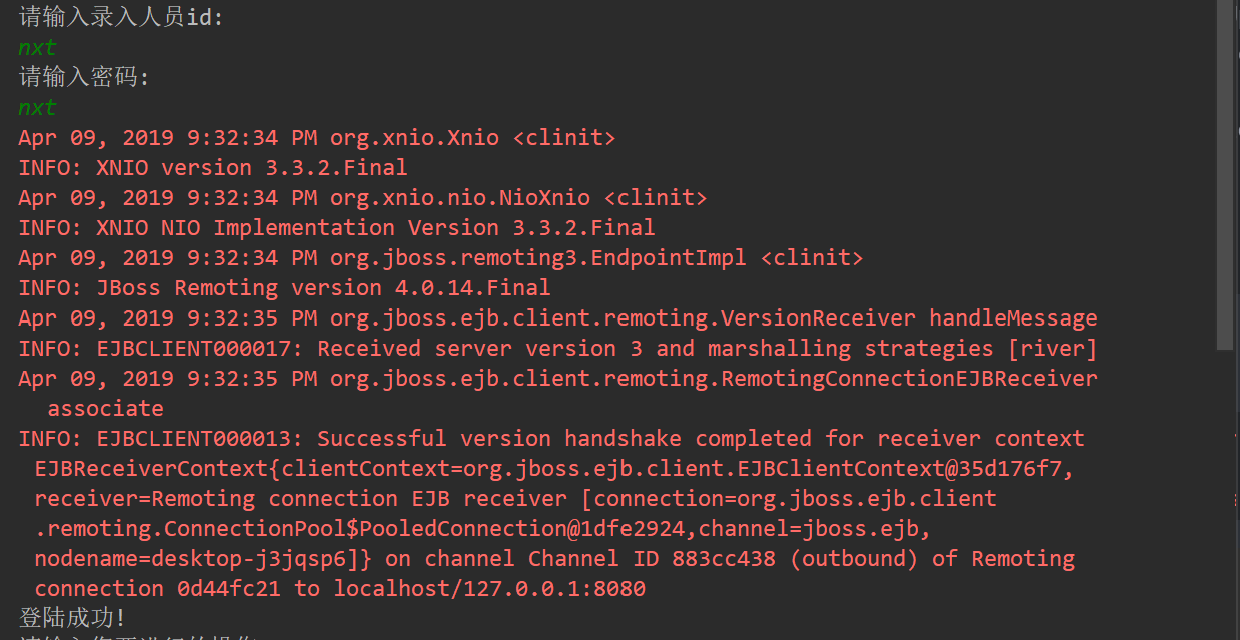 请输入录入人员id:
nxt
请输入密码:
nxt
Apr 09, 2019 9:32:34 PM org.xnio.Xnio <clinit>
INFO: XNIO version 3.3.2.Final
Apr 09, 2019 9:32:34 PM org.xnio.nio.NioXnio <clinit>
INFO: XNIO NIO Implementation Version 3.3.2.Final
Apr 09, 2019 9:32:34 PM org.jboss.remoting3.EndpointImpl <clinit>
INFO: JBoss Remoting version 4.0.14.Final
Apr 09, 2019 9:32:35 PM org.jboss.ejb.client.remoting.VersionReceiver handleMessage
INFO: EJBCLIENT000017: Received server version 3 and marshalling strategies [river]
Apr 09, 2019 9:32:35 PM org.jboss.ejb.client.remoting.RemotingConnectionEJBReceiver
associate
INFO: EJBCLIENT000013: Successful version handshake completed for receiver context
EJBReceiverContext{clientContext=org.jboss.ejb.client.EJBClientContext@35d176f7,
receiver=Remoting connection EJB receiver [connection=org.jboss.ejb.client
.remoting.ConnectionPool$PooledConnection@1dfe2924,channel=jboss.ejb,
nodename=desktop-j3jqsp6]} on channel Channel ID 883cc438 (outbound) of Remoting
connection 0d44fc21 to localhost/127.0.0.1:8080
登陆成功!